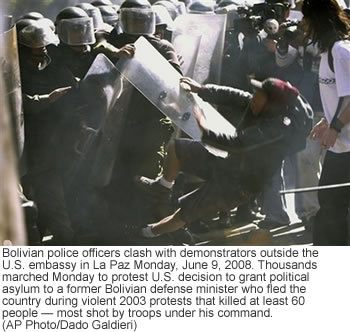 Bolivian police officers clash with demonstrators outside the
U.S. embassy in La Paz Monday, June 9, 2008. Thousands
marched Monday to protest U.S. decision to grant political
asylum to a former Bolivian defense minister who fled the
country during violent 2003 protests that killed at least 60
people — most shot by troops under his command.
(AP Photo/Dado Galdieri)